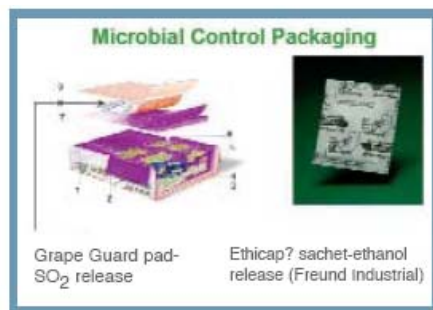 Microbial Control Packaging
Grape Guard pad-
SO2 release
Ethicap? sachet-ethanol
release (Freund Industrial)